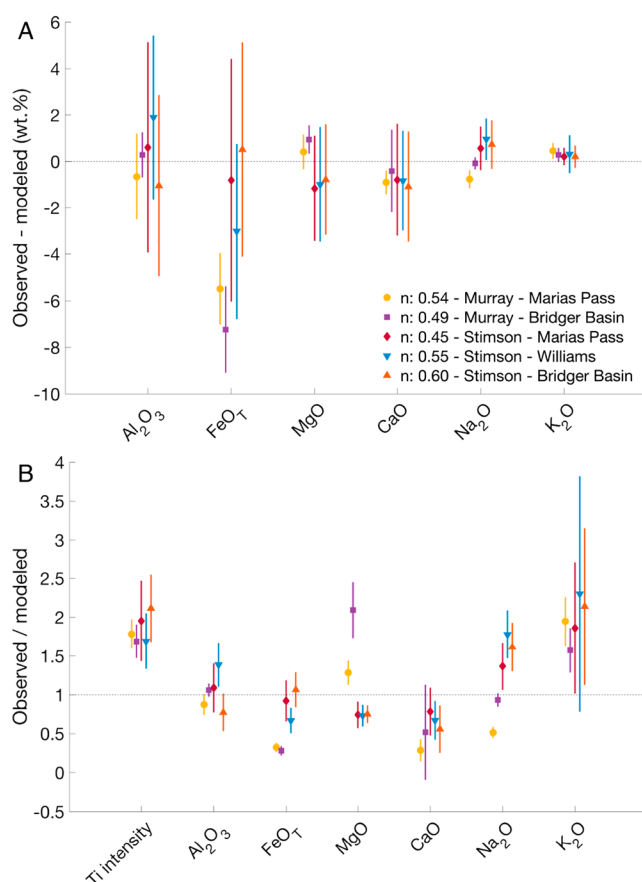 A
6
4
2
0
-2
-4
-6
-8
-10
Observed - modeled (wt.%)
n: 0.54 - Murray - Marias Pass
n: 0.49 - Murray - Bridger Basin
n: 0.45 - Stimson - Marias Pass
n: 0.55 - Stimson - Williams
n: 0.60 - Stimson - Bridger Basin
Al₂O₃
FeO_T
MgO
CaO
Na₂O
K₂O
B
4
3.5
3
2.5
2
1.5
1
0.5
0
-0.5
Observed / modeled
Ti intensity
Al₂O₃
FeO_T
MgO
CaO
Na₂O
K₂O